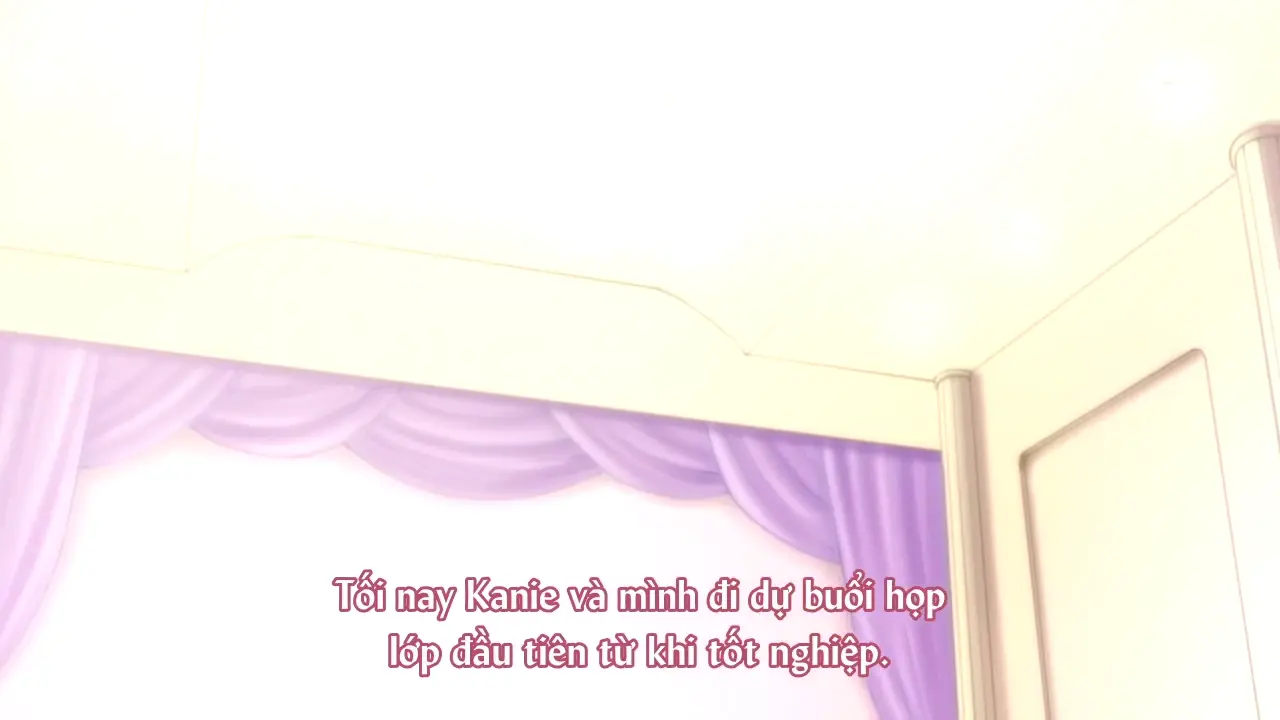 Tối nay Kanie và mình đi dự buổi họp
lớp đầu tiên từ khi tốt nghiệp.